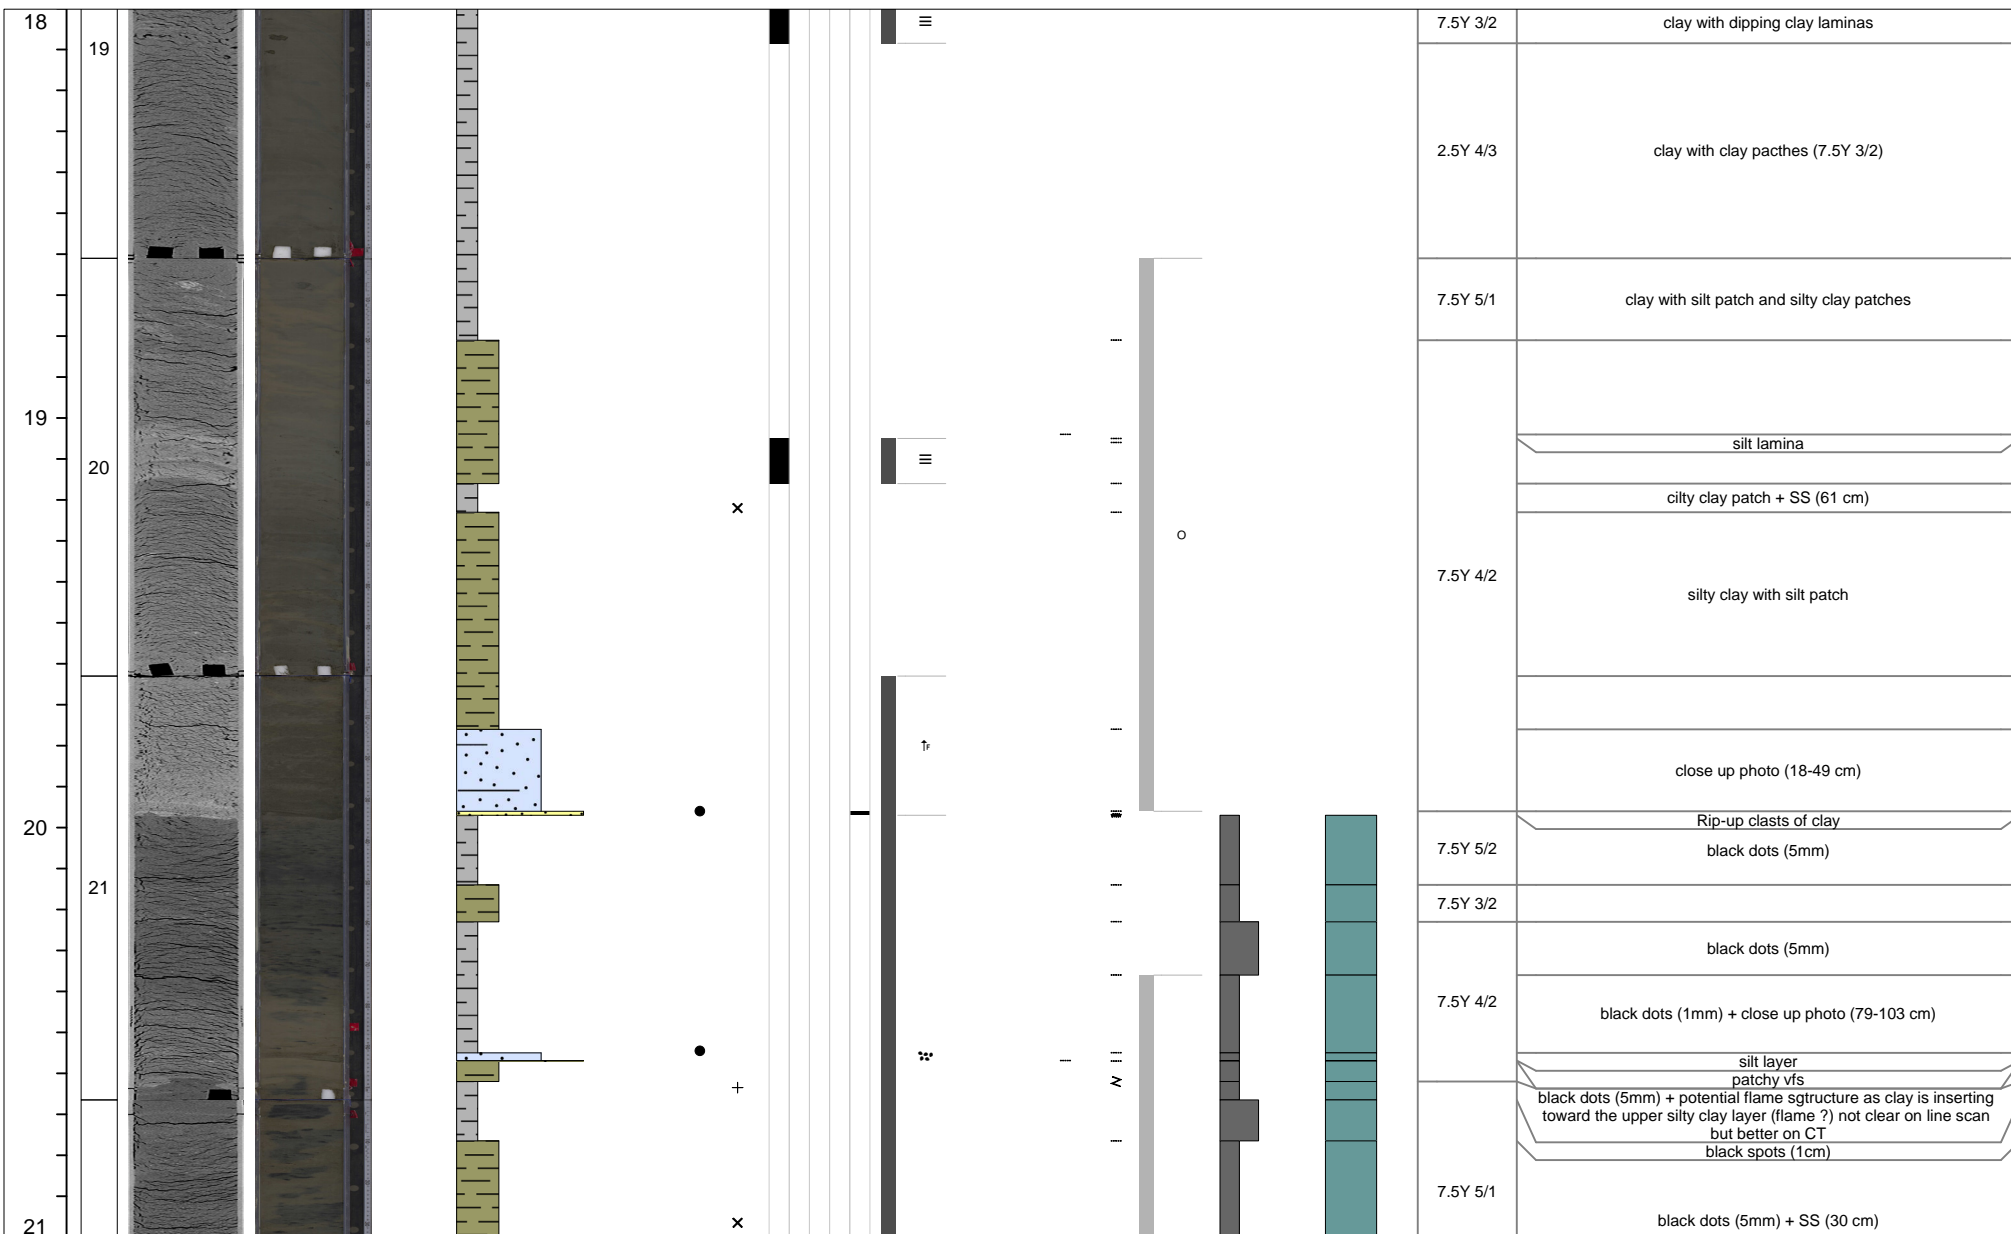 18
19
7.5Y 3/2
clay with dipping clay laminas
2.5Y 4/3
clay with clay pacthes (7.5Y 3/2)
7.5Y 5/1
clay with silt patch and silty clay patches
19
silt lamina
20
cilty clay patch + SS (61 cm)
7.5Y 4/2
silty clay with silt patch
F
close up photo (18-49 cm)
20
Rip-up clasts of clay
7.5Y 5/2
black dots (5mm)
21
7.5Y 3/2
black dots (5mm)
7.5Y 4/2
black dots (1mm) + close up photo (79-103 cm)
silt layer
patchy vfs
black dots (5mm) + potential flame sgtructure as clay is inserting
toward the upper silty clay layer (flame ?) not clear on line scan
but better on CT
black spots (1cm)
7.5Y 5/1
21
black dots (5mm) + SS (30 cm)